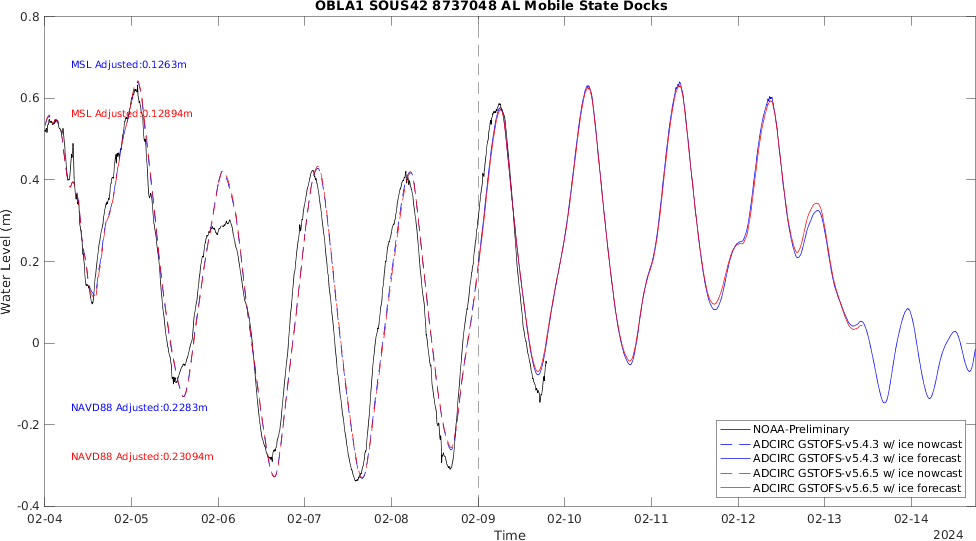 OBLA1 SOUS42 8737048 AL Mobile State Docks
0.8
0.6
0.4
0.2
0
-0.2
-0.4
Water Level (m)
MSL Adjusted:0.1263m
MSL Adjusted:0.12894m
NAVD88 Adjusted:0.2283m
NAVD88 Adjusted:0.23094m
NOAA-Preliminary
ADCIRC GSTOFS-v5.4.3 w/ ice nowcast
ADCIRC GSTOFS-v5.4.3 w/ ice forecast
ADCIRC GSTOFS-v5.6.5 w/ ice nowcast
ADCIRC GSTOFS-v5.6.5 w/ ice forecast
02-04 02-05 02-06 02-07 02-08 02-09 02-10 02-11 02-12 02-13 02-14
Time
2024